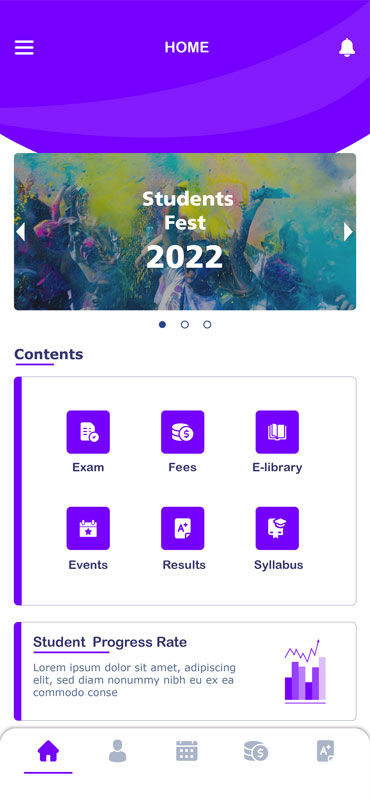 HOME
Students
Fest
2022
Contents
Exam Fees E-library
Events Results Syllabus
Student Progress Rate
Lorem ipsum dolor sit amet, adipiscing
elit, sed diam nonummy nibh eu ex ea
commodo conse